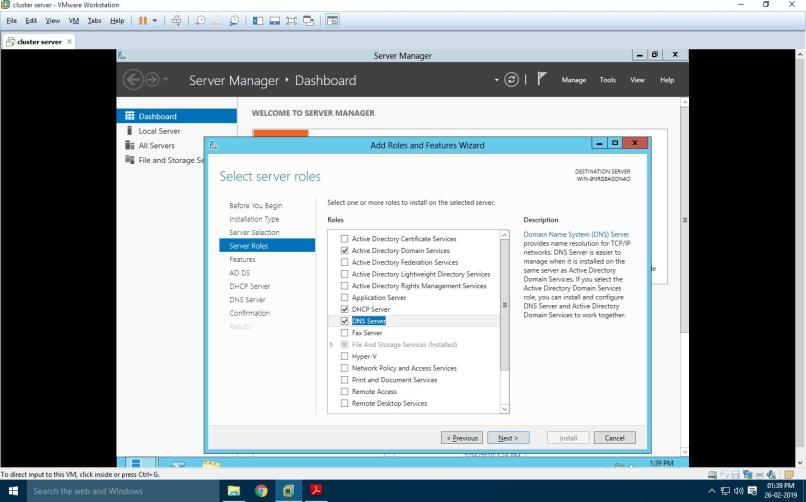 cluster server - VMware Workstation
File Edit View VM Tabs Help
cluster server
Server Manager
Server Manager • Dashboard
Manage Tools View Help
Dashboard
Local Server
All Servers
File and Storage Se
WELCOME TO SERVER MANAGER
Add Roles and Features Wizard
Select server roles
DESTINATION SERVER
WIN-9NRG8AGDN4O
Before You Begin
Installation Type
Server Selection
Server Roles
Features
AD DS
DHCP Server
DNS Server
Confirmation
Results
Select one or more roles to install on the selected server.
Roles
Active Directory Certificate Services
Active Directory Domain Services
Active Directory Federation Services
Active Directory Lightweight Directory Services
Active Directory Rights Management Services
Application Server
DHCP Server
DNS Server
Fax Server
File And Storage Services (Installed)
Hyper-V
Network Policy and Access Services
Print and Document Services
Remote Access
Remote Desktop Services
Description
Domain Name System (DNS) Server
provides name resolution for TCP/IP
networks. DNS Server is easier to
manage when it is installed on the
same server as Active Directory
Domain Services. If you select the
Active Directory Domain Services
role, you can install and configure
DNS Server and Active Directory
Domain Services to work together.
< Previous Next > Install Cancel
1:39 PM
To direct input to this VM, click inside or press Ctrl+G.
Search the web and Windows
01:39 PM
26-02-2019